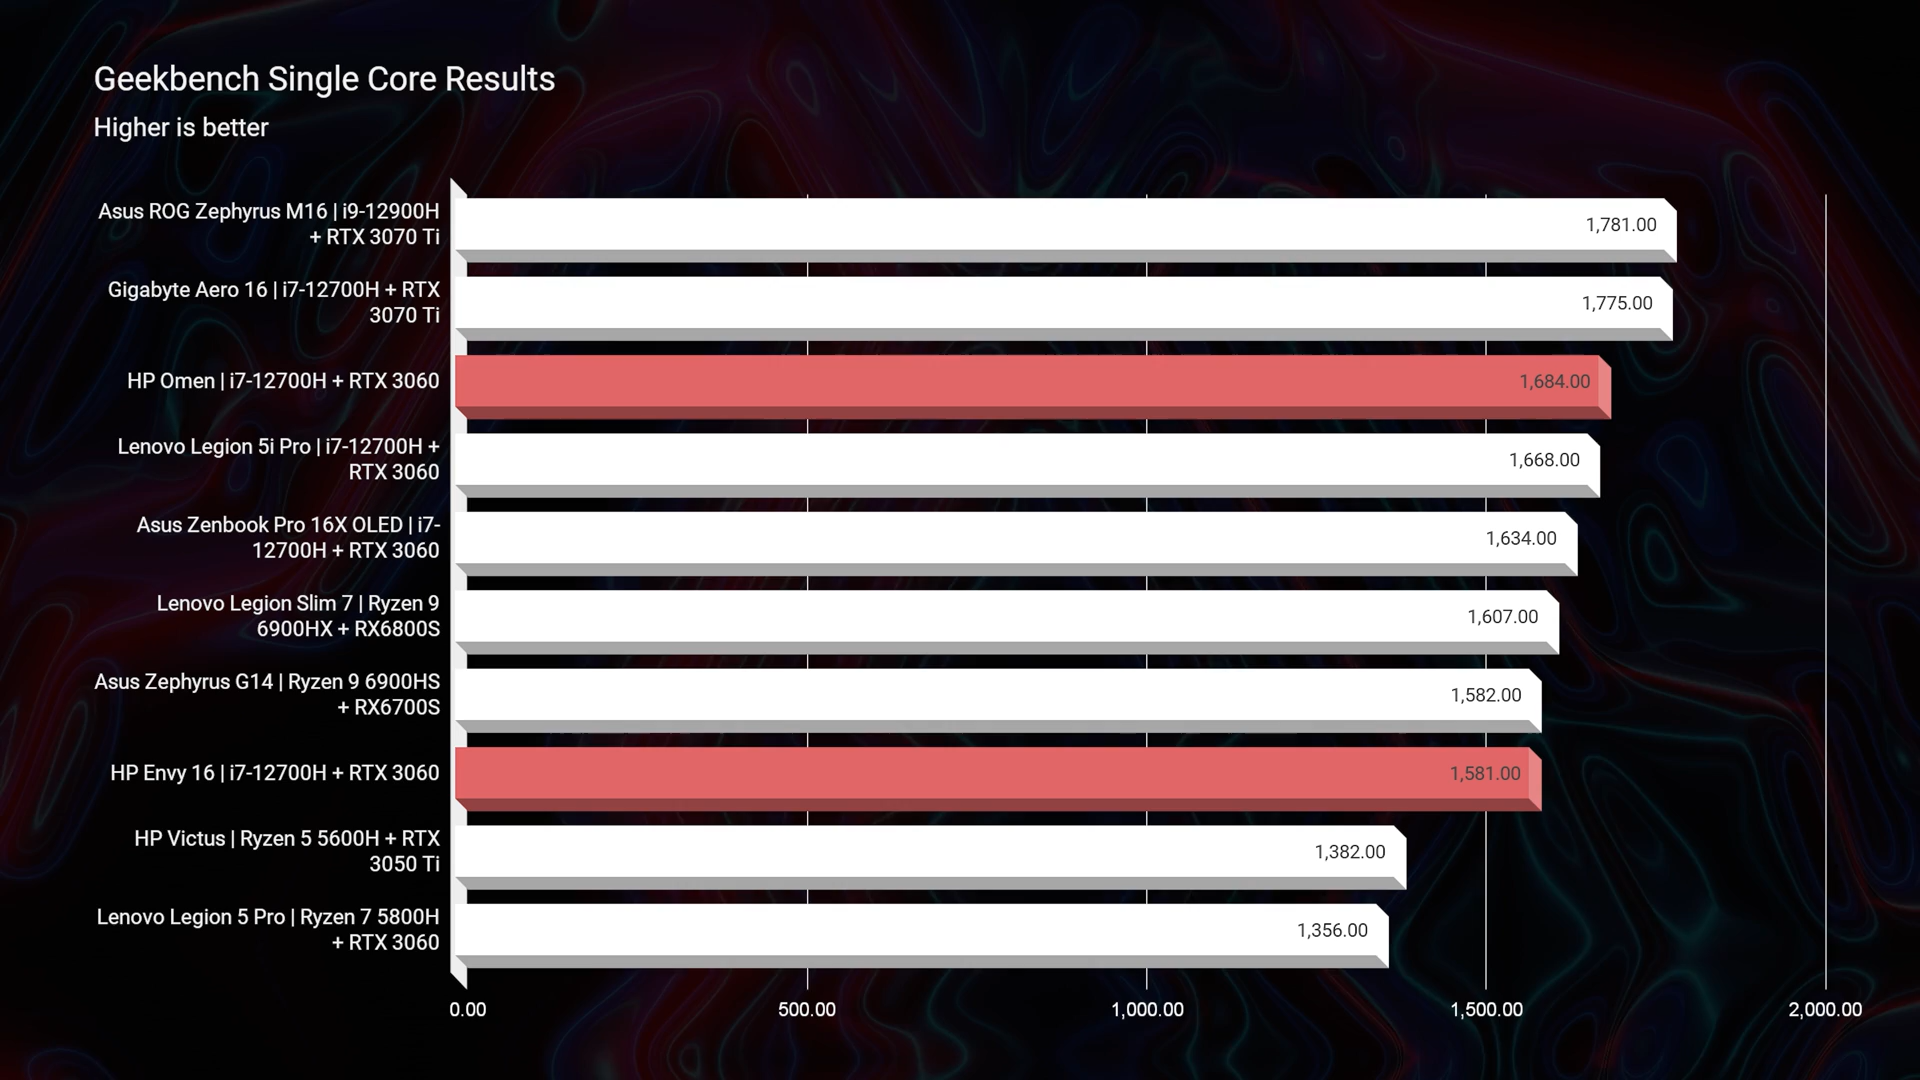 Geekbench Single Core Results
Higher is better
Asus ROG Zephyrus M16 | i9-12900H
+ RTX 3070 Ti
1,781.00
Gigabyte Aero 16 | i7-12700H + RTX
3070 Ti
1,775.00
HP Omen | i7-12700H + RTX 3060
1,684.00
Lenovo Legion 5i Pro | i7-12700H +
RTX 3060
1,668.00
Asus Zenbook Pro 16X OLED | i7-
12700H + RTX 3060
1,634.00
Lenovo Legion Slim 7 | Ryzen 9
6900HX + RX6800S
1,607.00
Asus Zephyrus G14 | Ryzen 9 6900HS
+ RX6700S
1,582.00
HP Envy 16 | i7-12700H + RTX 3060
1,581.00
HP Victus | Ryzen 5 5600H + RTX
3050 Ti
1,382.00
Lenovo Legion 5 Pro | Ryzen 7 5800H
+ RTX 3060
1,356.00
0.00
500.00
1,000.00
1,500.00
2,000.00